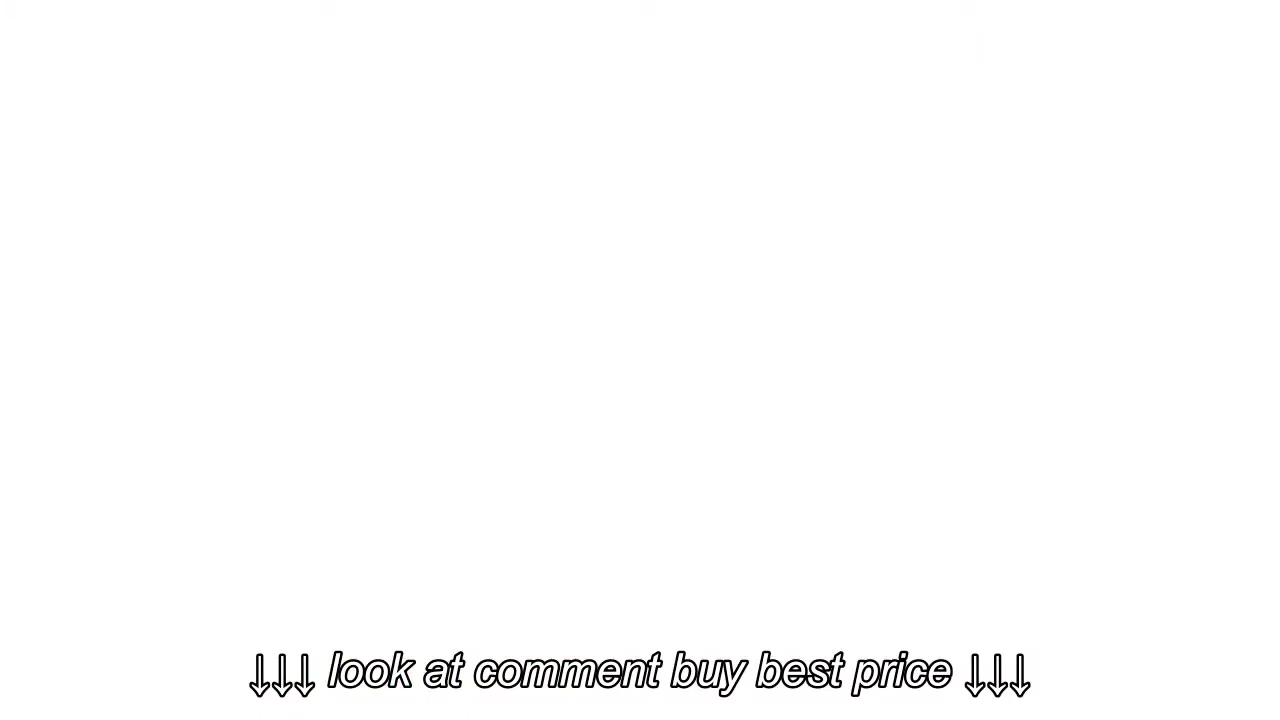 ↓↓↓ look at comment buy best price ↓↓↓